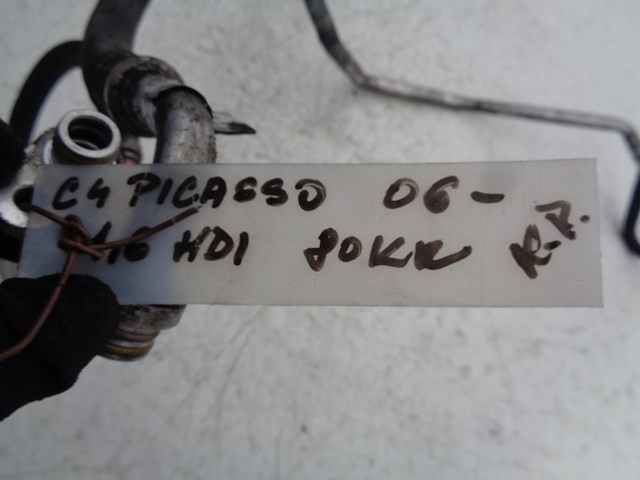 C4 PICASSO 06-
1.6 HDI 80KW R.P.